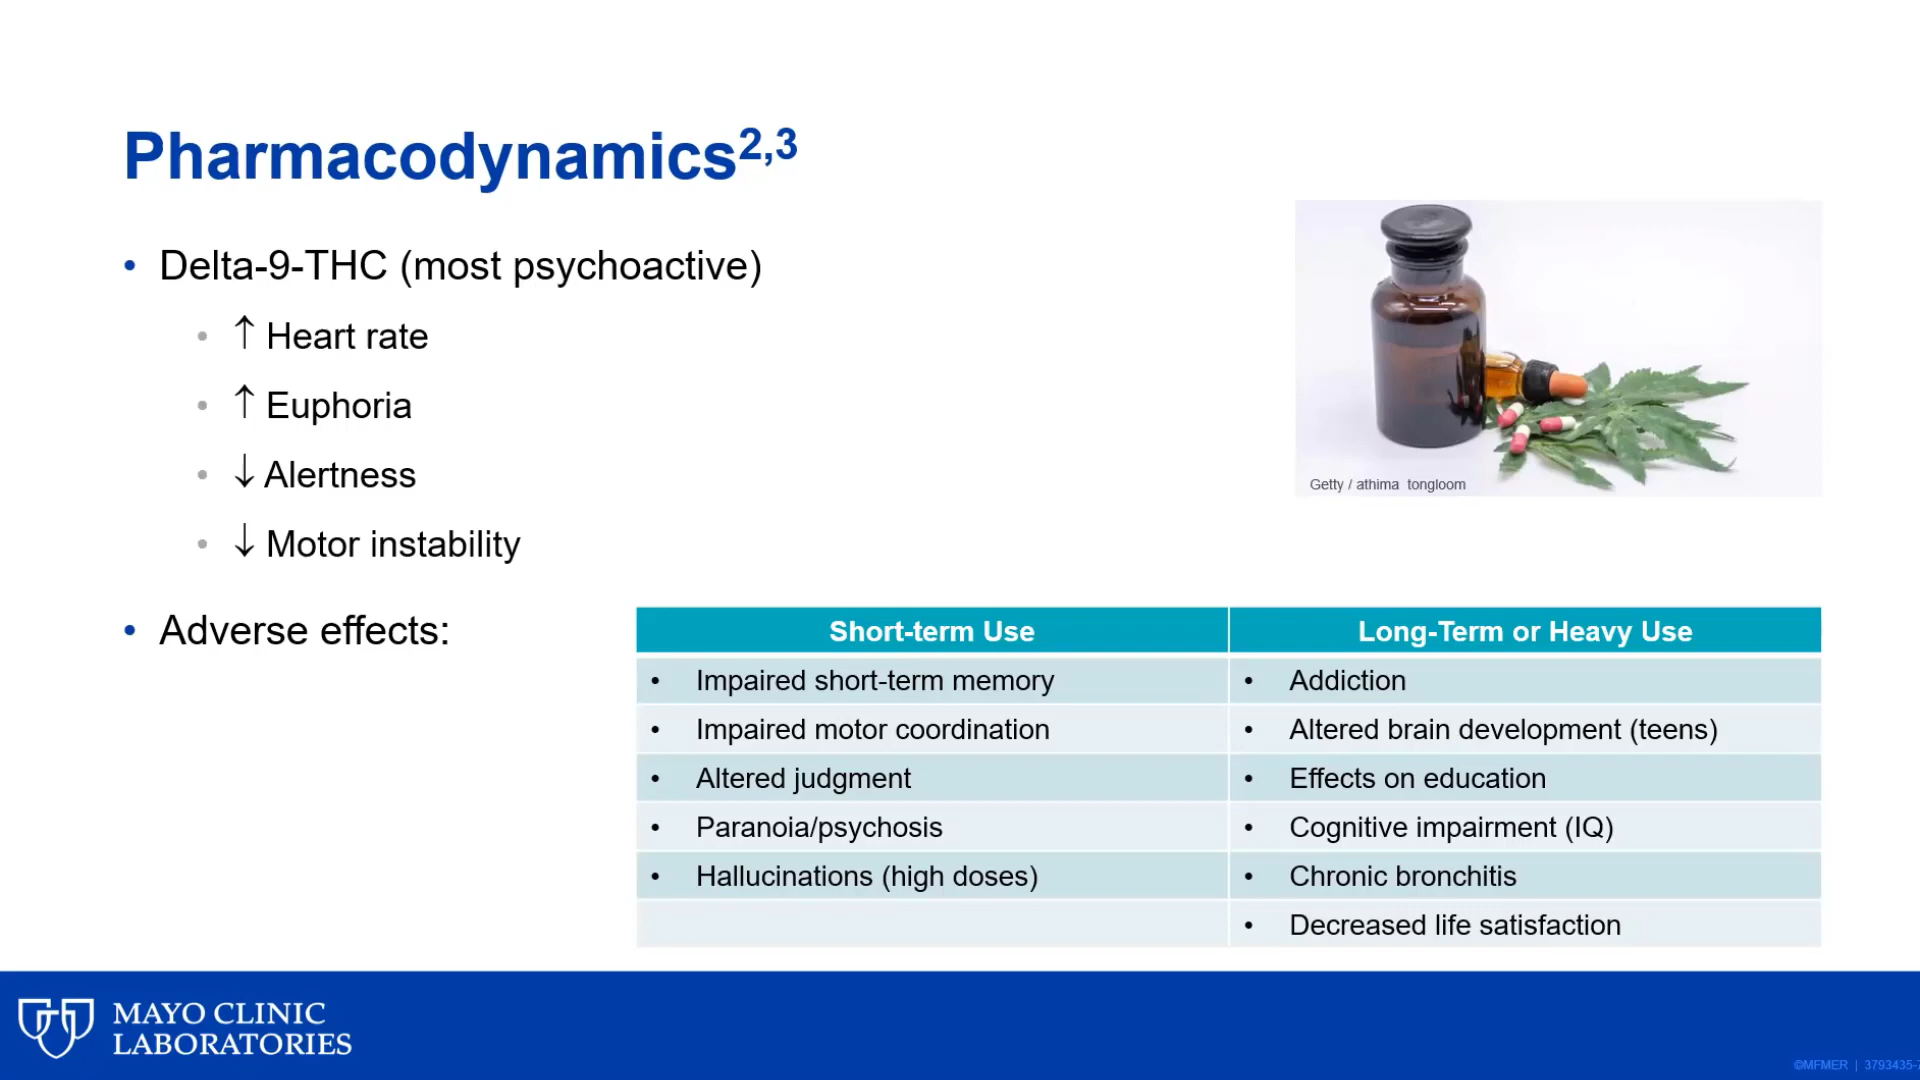 Pharmacodynamics2,3
• Delta-9-THC (most psychoactive)
• ↑ Heart rate
• ↑ Euphoria
• ↓ Alertness
• ↓ Motor instability
Getty / athima tongloom
• Adverse effects:
Short-term Use Long-Term or Heavy Use
• Impaired short-term memory • Addiction
• Impaired motor coordination • Altered brain development (teens)
• Altered judgment • Effects on education
• Paranoia/psychosis • Cognitive impairment (IQ)
• Hallucinations (high doses) • Chronic bronchitis
• Decreased life satisfaction
MAYO CLINIC
LABORATORIES
©MFMER | 3793435-